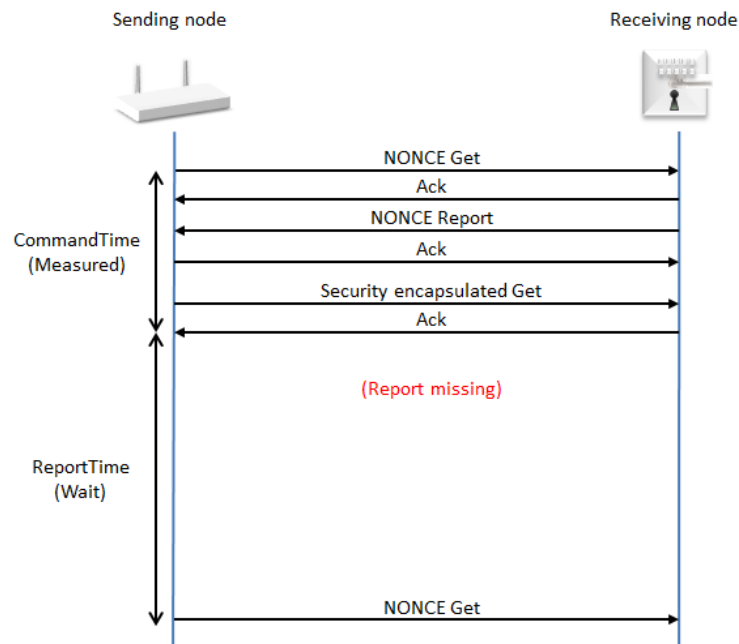 Sending node
Receiving node
NONCE Get
Ack
NONCE Report
CommandTime
(Measured)
Ack
Security encapsulated Get
Ack
(Report missing)
ReportTime
(Wait)
NONCE Get